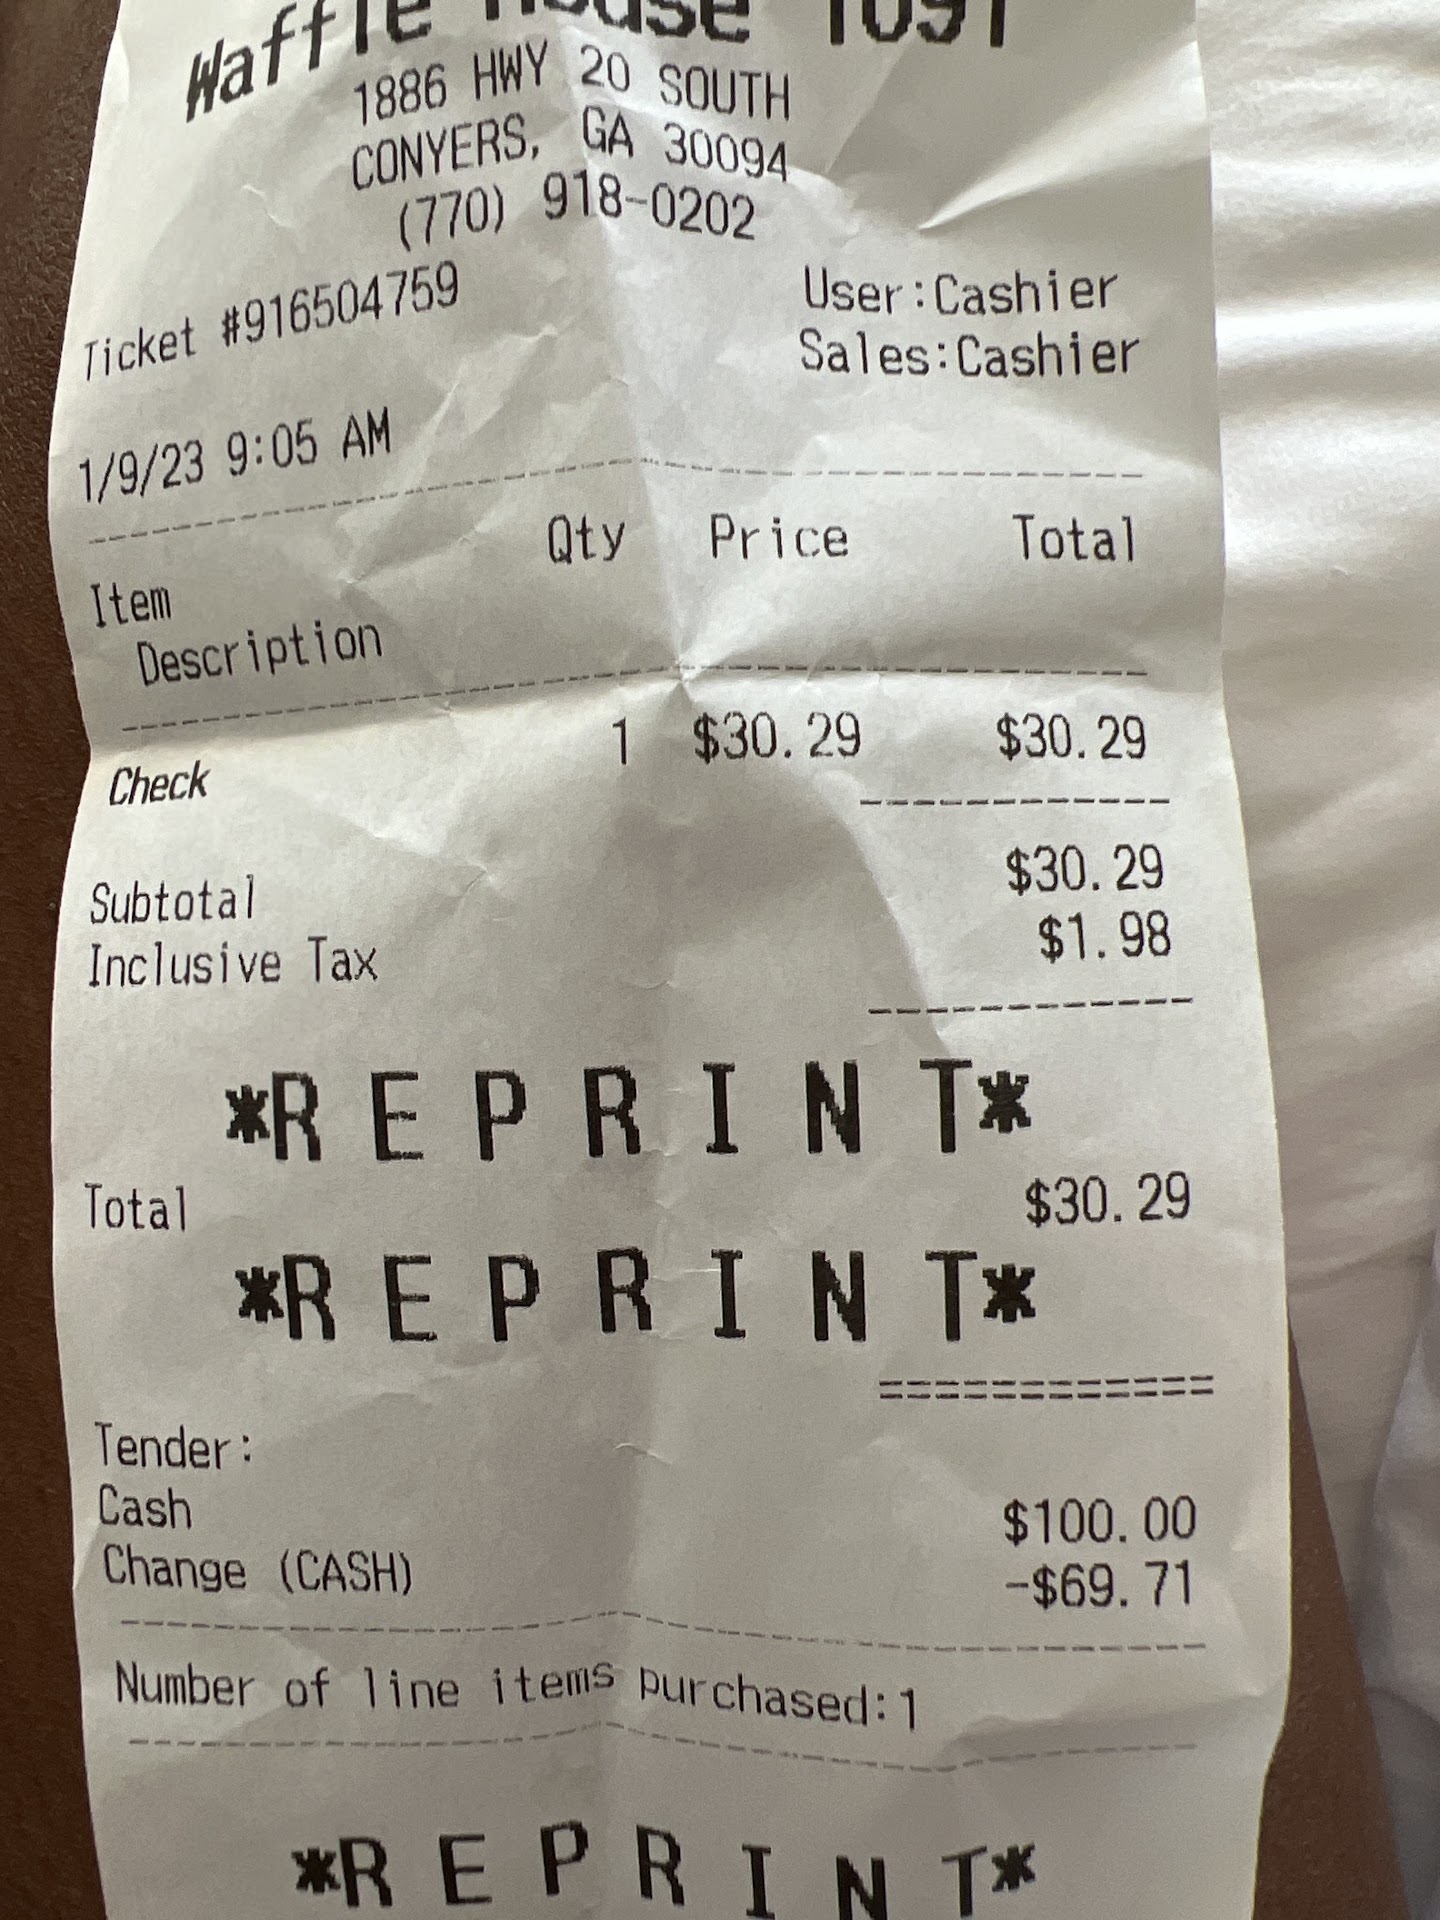 Waffle House 1091
1886 HWY 20 SOUTH
CONYERS, GA 30094
(770) 918-0202
Ticket #916504759 User:Cashier
Sales:Cashier
1/9/23 9:05 AM
Qty Price Total
Item
Description
Check 1 $30.29 $30.29
Subtotal $30.29
Inclusive Tax $1.98
*R E P R I N T*
Total $30.29
*R E P R I N T*
Tender:
Cash $100.00
Change (CASH) -$69.71
Number of line items purchased:1
*R E P R I N T*